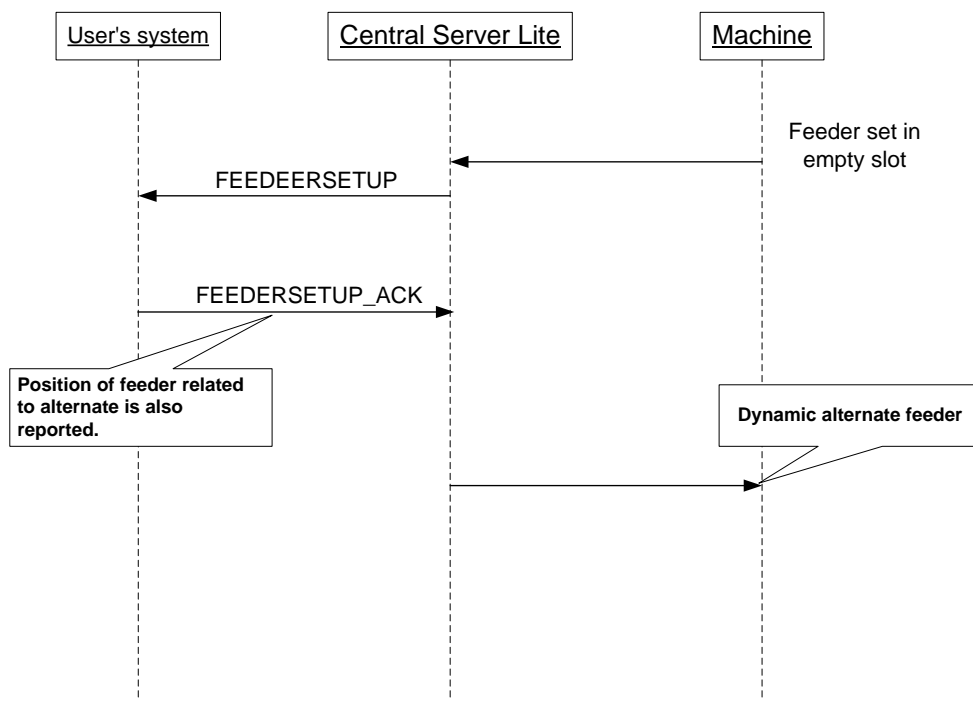 User's system
Central Server Lite
Machine
Feeder set in
empty slot
FEEDEERSETUP
FEEDERSETUP_ACK
Position of feeder related
to alternate is also
reported.
Dynamic alternate feeder